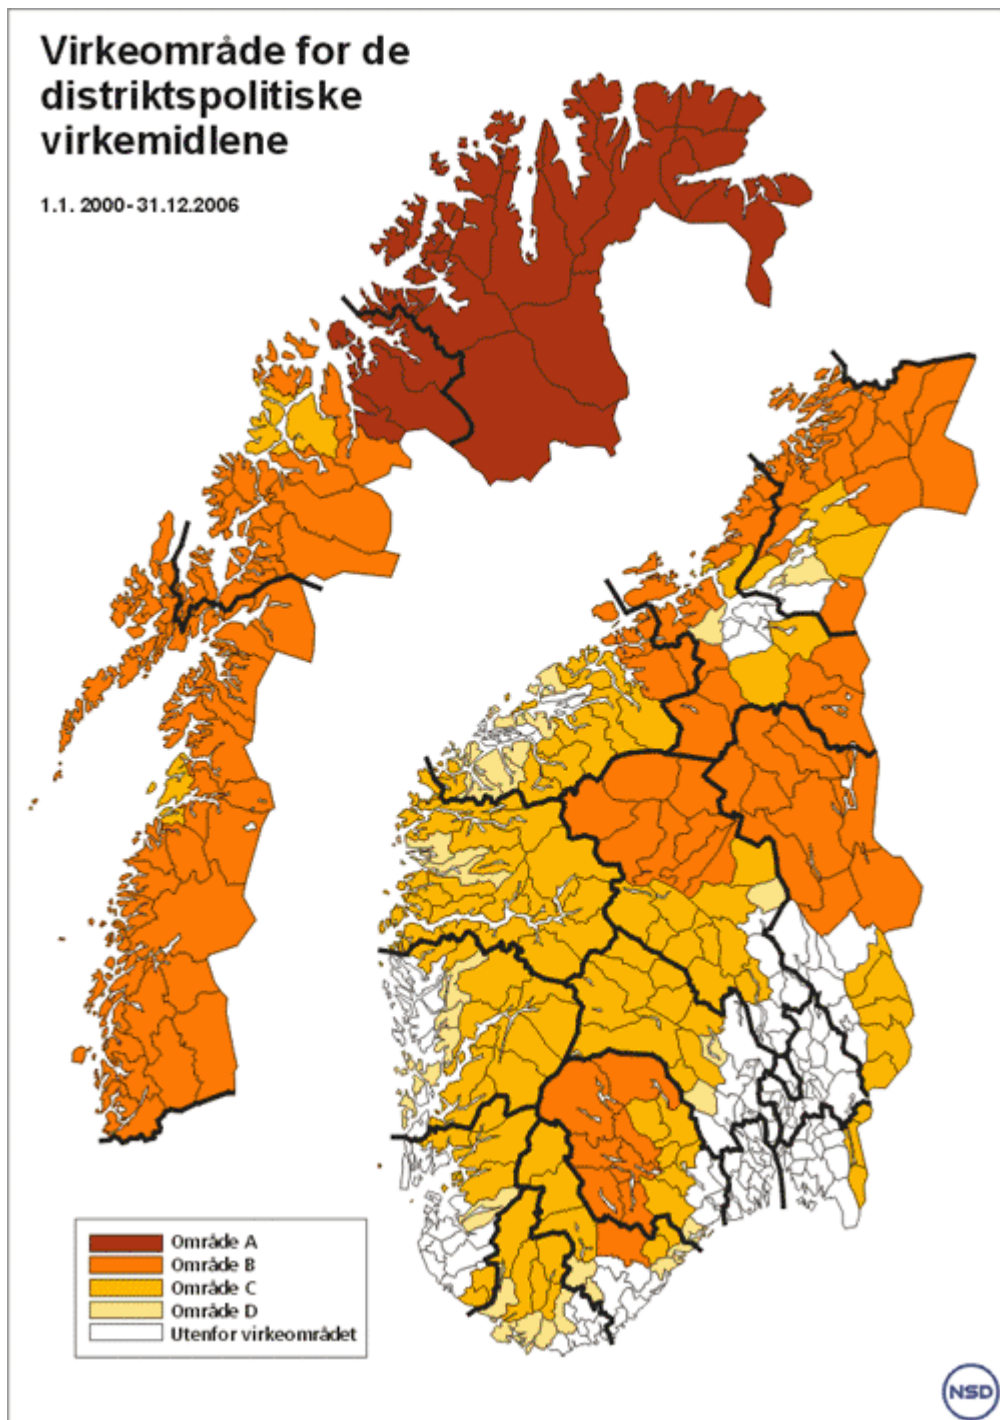 Virkeområde for de
distriktspolitiske
virkemidlene
1.1. 2000-31.12.2006
Område A
Område B
Område C
Område D
Utenfor virkeområdet
NSD